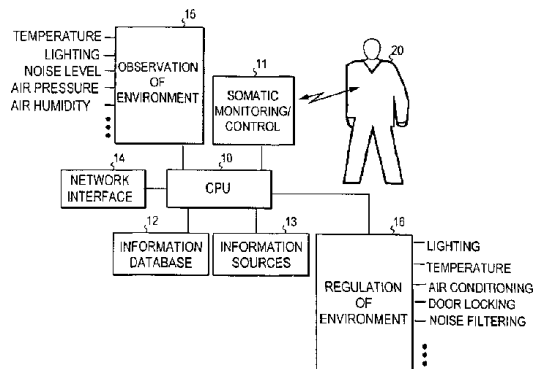 15
TEMPERATURE
LIGHTING
NOISE LEVEL
AIR PRESSURE
AIR HUMIDITY
OBSERVATION
OF
ENVIRONMENT
11
SOMATIC
MONITORING/
CONTROL
20
14
NETWORK
INTERFACE
10
CPU
12
INFORMATION
DATABASE
13
INFORMATION
SOURCES
16
REGULATION
OF
ENVIRONMENT
LIGHTING
TEMPERATURE
AIR CONDITIONING
DOOR LOCKING
NOISE FILTERING